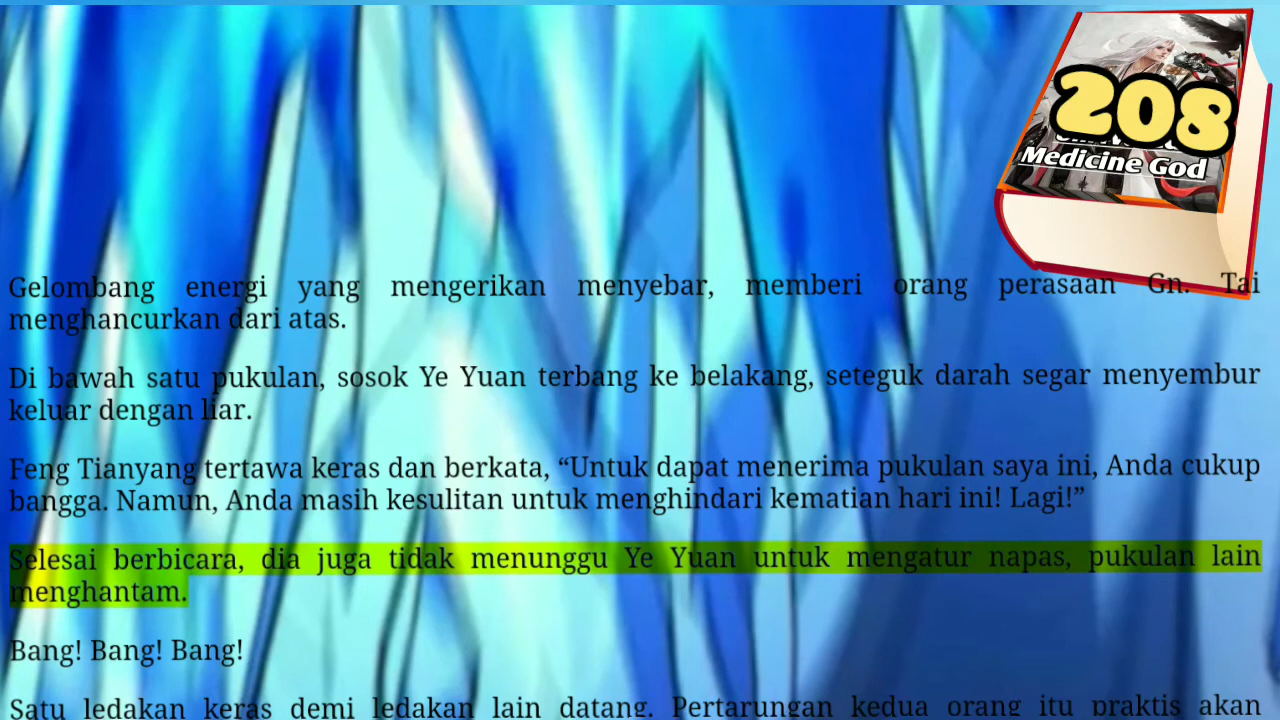 208
Medicine God
Gelombang energi yang mengerikan menyebar, memberi orang perasaan Gn. Tai
menghancurkan dari atas.
Di bawah satu pukulan, sosok Ye Yuan terbang ke belakang, seteguk darah segar menyembur
keluar dengan liar.
Feng Tianyang tertawa keras dan berkata, “Untuk dapat menerima pukulan saya ini, Anda cukup
bangga. Namun, Anda masih kesulitan untuk menghindari kematian hari ini! Lagi!”
Selesai berbicara, dia juga tidak menunggu Ye Yuan untuk mengatur napas, pukulan lain
menghantam.
Bang! Bang! Bang!
Satu ledakan keras demi ledakan lain datang. Pertarungan kedua orang itu praktis akan